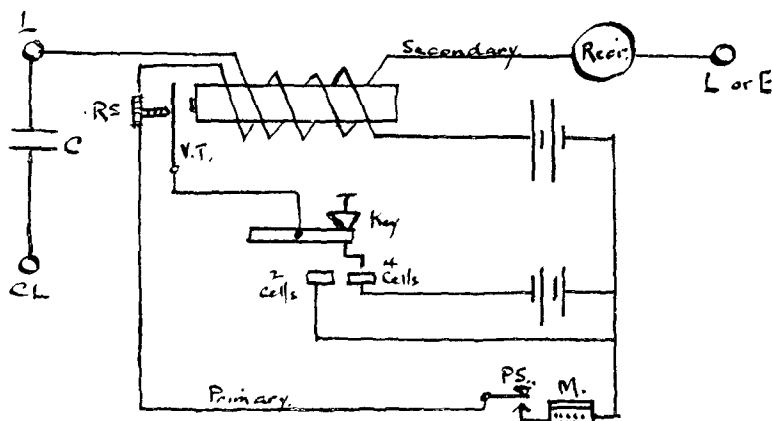 L
Secondary.
Recr.
L or E
RS
C
V.T.
Key
2
Cells
4
Cells
CL
PS.
M.
Primary.